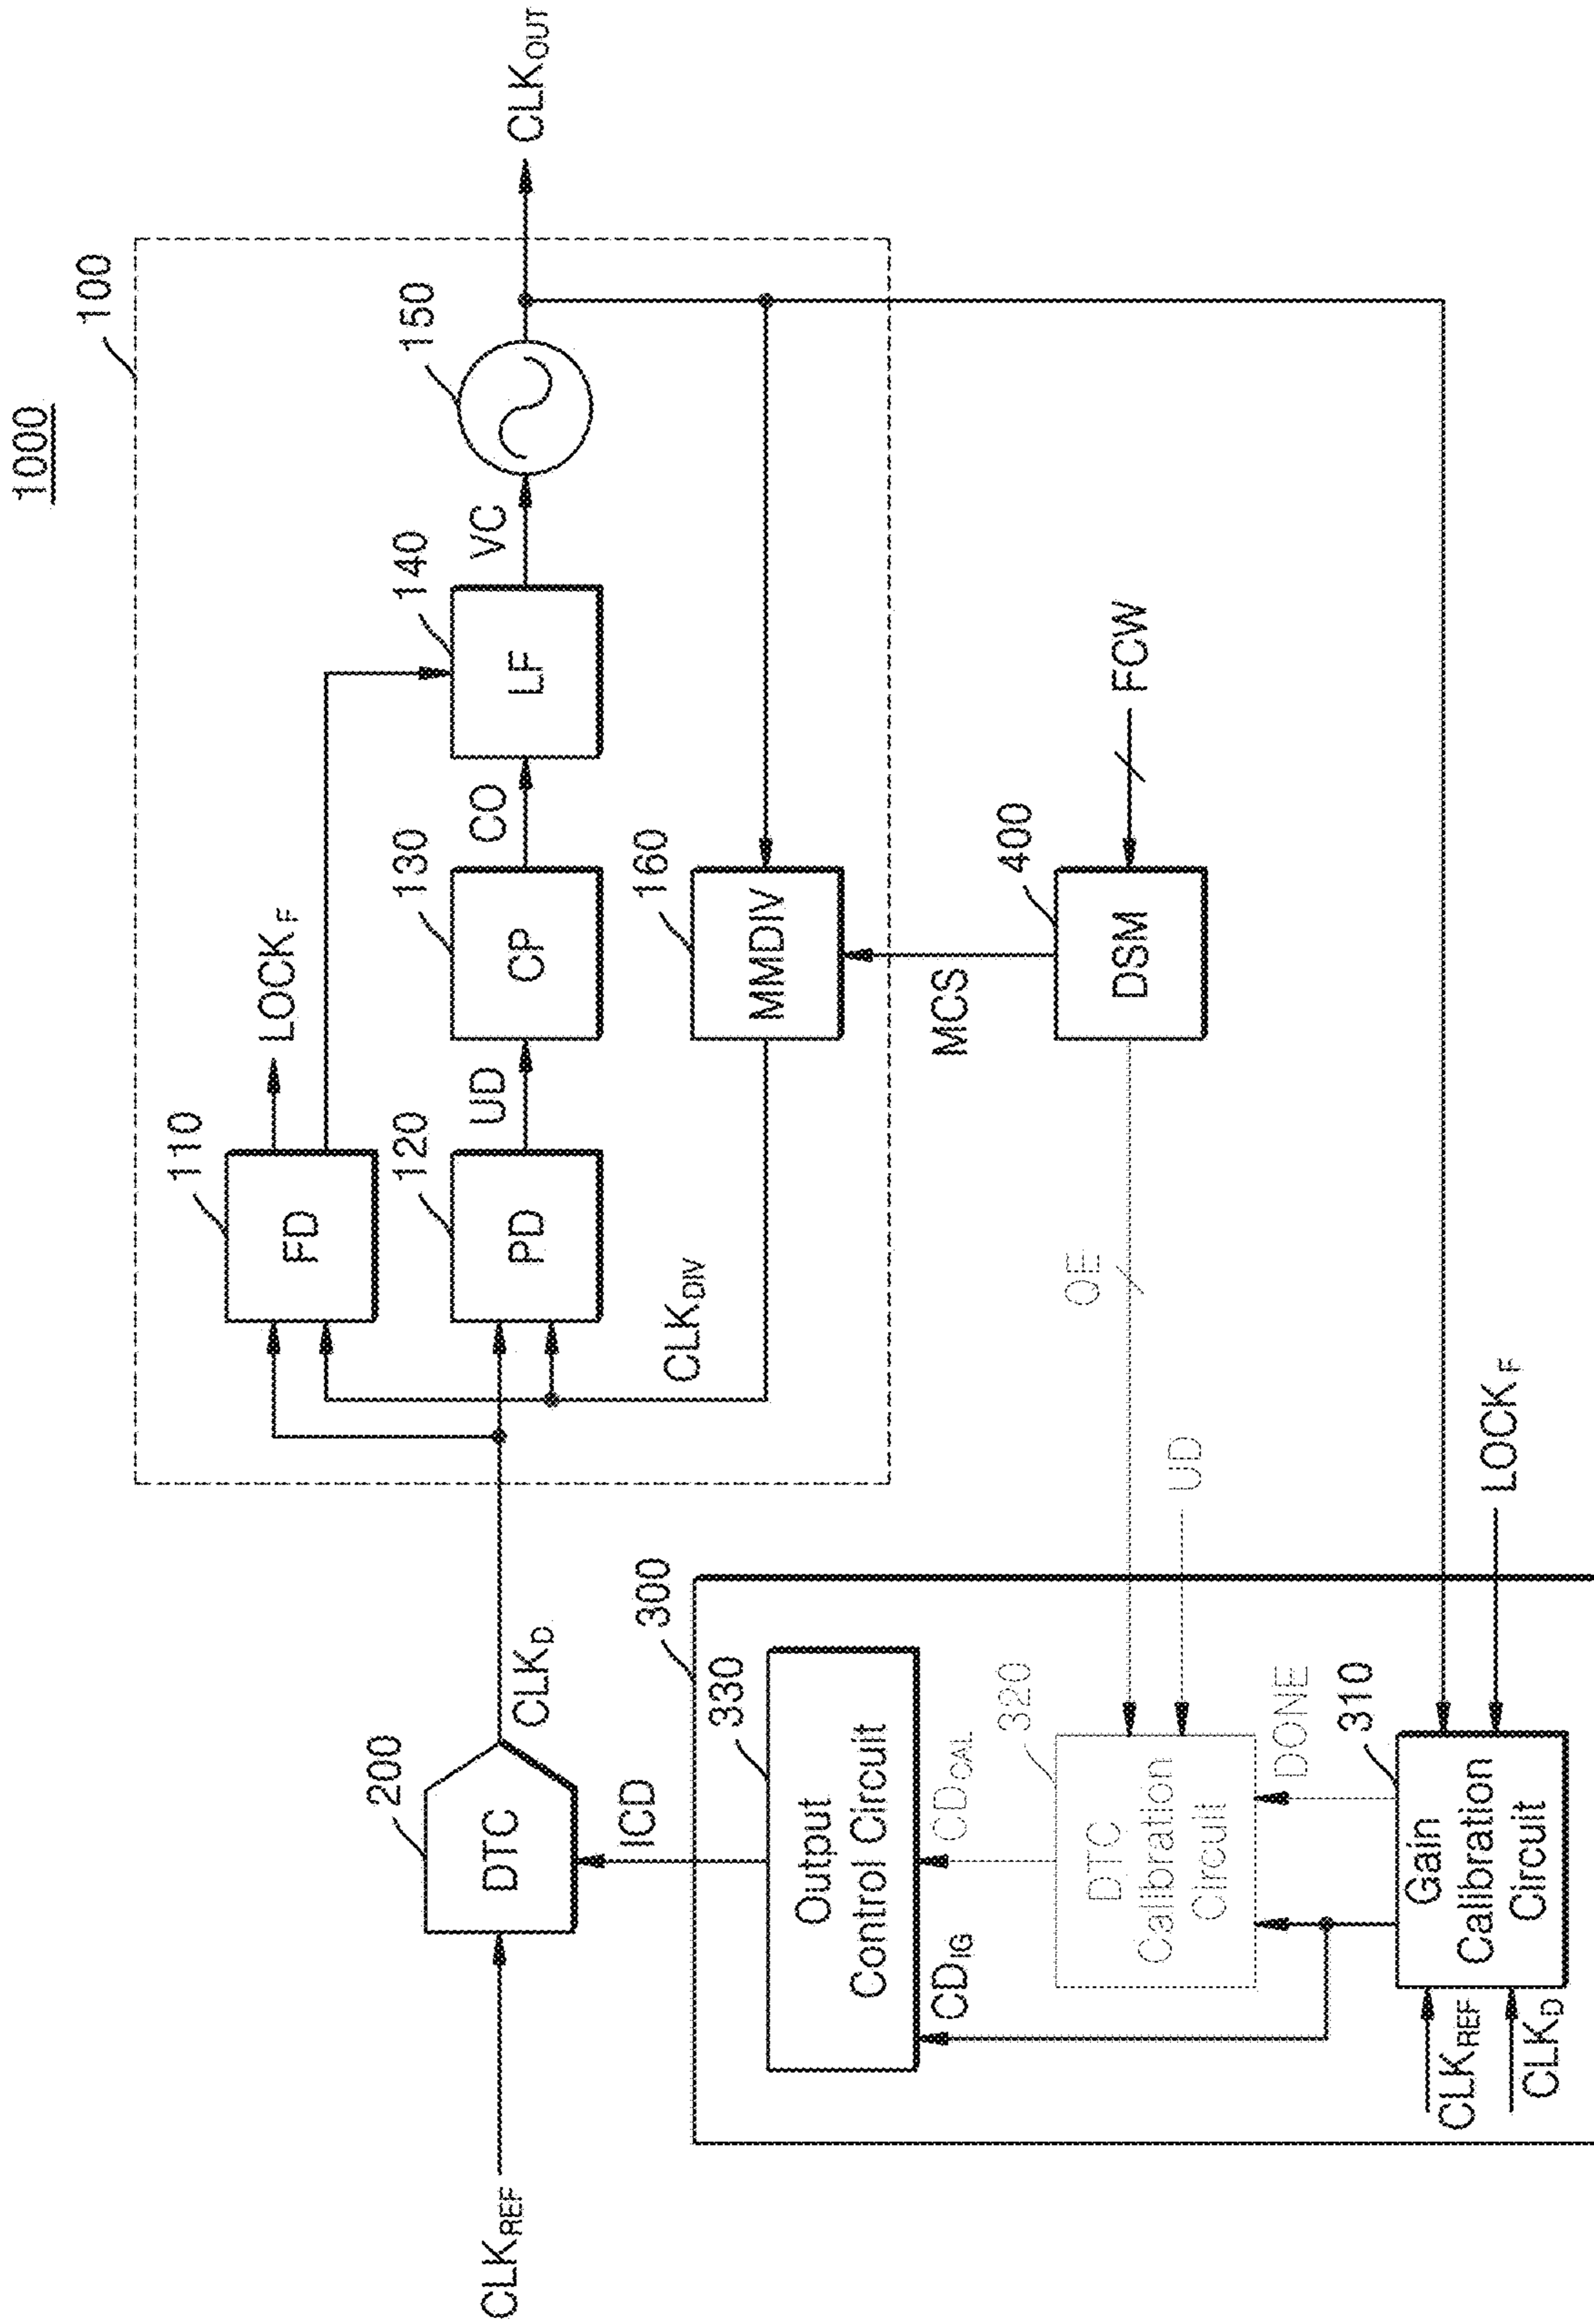 1000
100
110
FD
LOCKF
120
PD
UD
130
CP
CO
140
LF
VC
150
CLKOUT
CLKREF
200
DTC
CLKD
ICD
CLKDIV
160
MMDIV
MCS
400
DSM
FCW
QE
UD
300
330
Output
Control Circuit
CDIG
CDCAL
320
DTC
Calibration
Circuit
DONE
310
Gain
Calibration
Circuit
CLKREF
CLKD
LOCKF